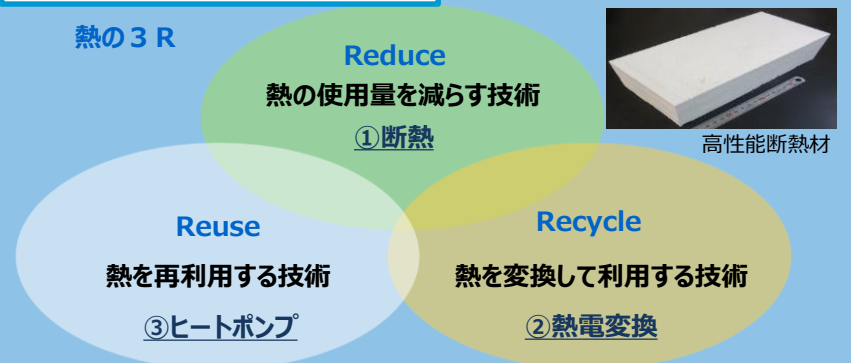 熱の３Ｒ
Reduce
熱の使用量を減らす技術
①断熱
高性能断熱材
Reuse
熱を再利用する技術
③ヒートポンプ
Recycle
熱を変換して利用する技術
②熱電変換